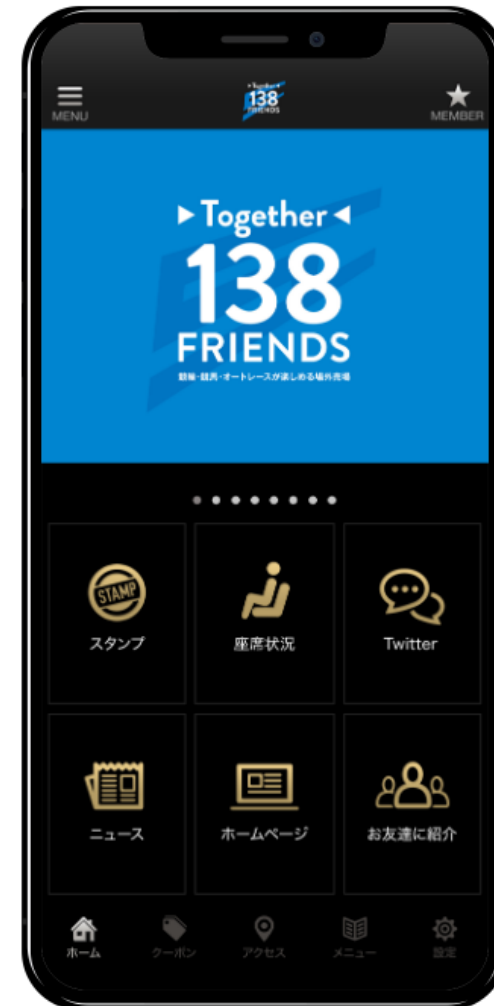 MENU
Together
138
FRIENDS
MEMBER
Together
138
FRIENDS
競輪・競馬・オートレースが楽しめる場外売場
STAMP
スタンプ
座席状況
Twitter
ニュース
ホームページ
お友達に紹介
ホーム
クーポン
アクセス
メニュー
設定